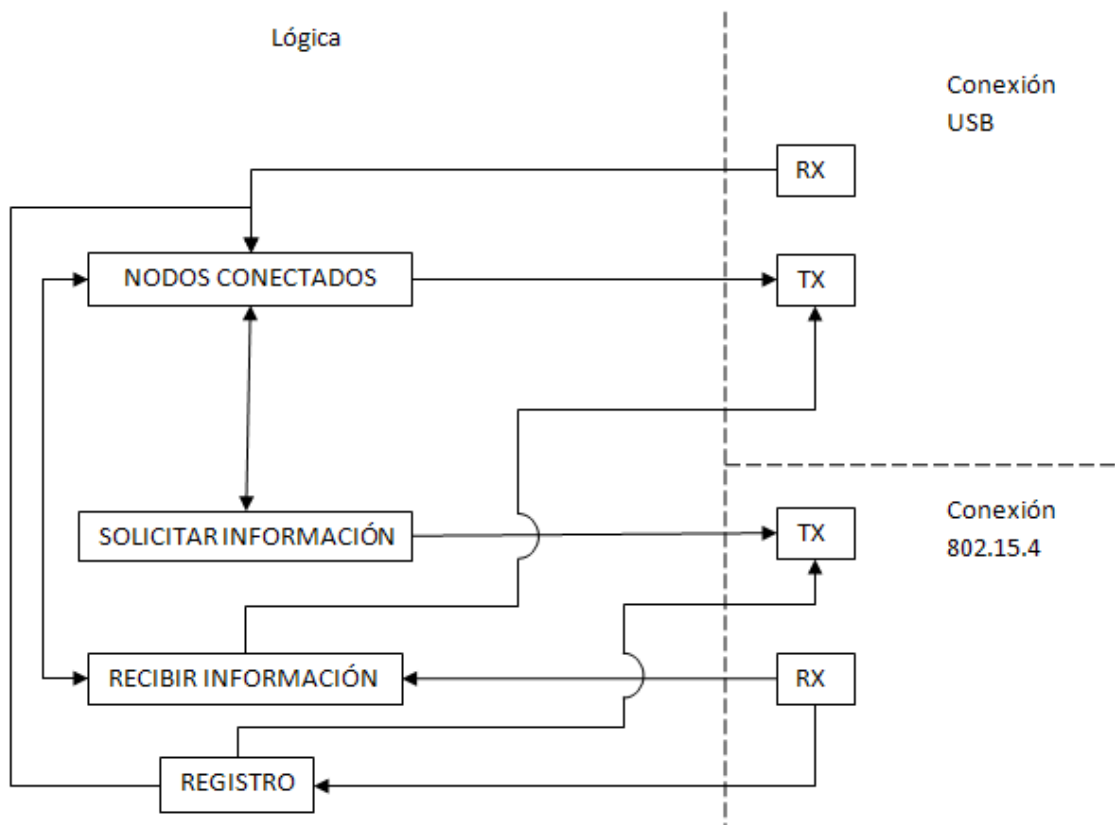 Lógica
Conexión
USB
RX
NODOS CONECTADOS
TX
SOLICITAR INFORMACIÓN
TX
Conexión
802.15.4
RECIBIR INFORMACIÓN
RX
REGISTRO